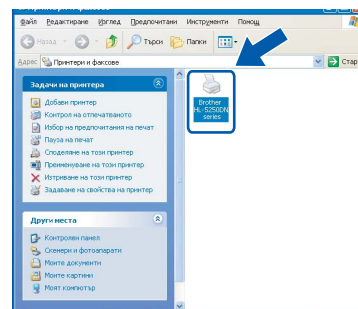 Файл Редактиране Изглед Предпочитани Инструменти Помощ
Назад Търси Папки
Адрес Принтери и факсове Стар
Задачи на принтера
Добави принтер
Контрол на отпечатваното
Избор на предпочитания на печат
Пауза на печат
Споделяне на този принтер
Преименуване на този принтер
Изтриване на този принтер
Задаване на свойства на принтер
Други места
Контролен панел
Скенери и фотоапарати
Моите документи
Моите картини
Моят компютър
Brother
HL-5250DN
series